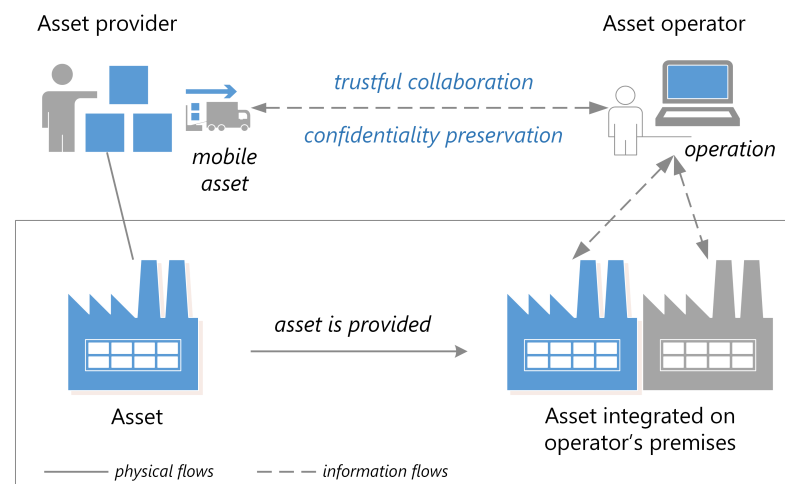 Asset provider
Asset operator
trustful collaboration
confidentiality preservation
mobile
asset
operation
asset is provided
Asset
Asset integrated on
operator's premises
physical flows
information flows